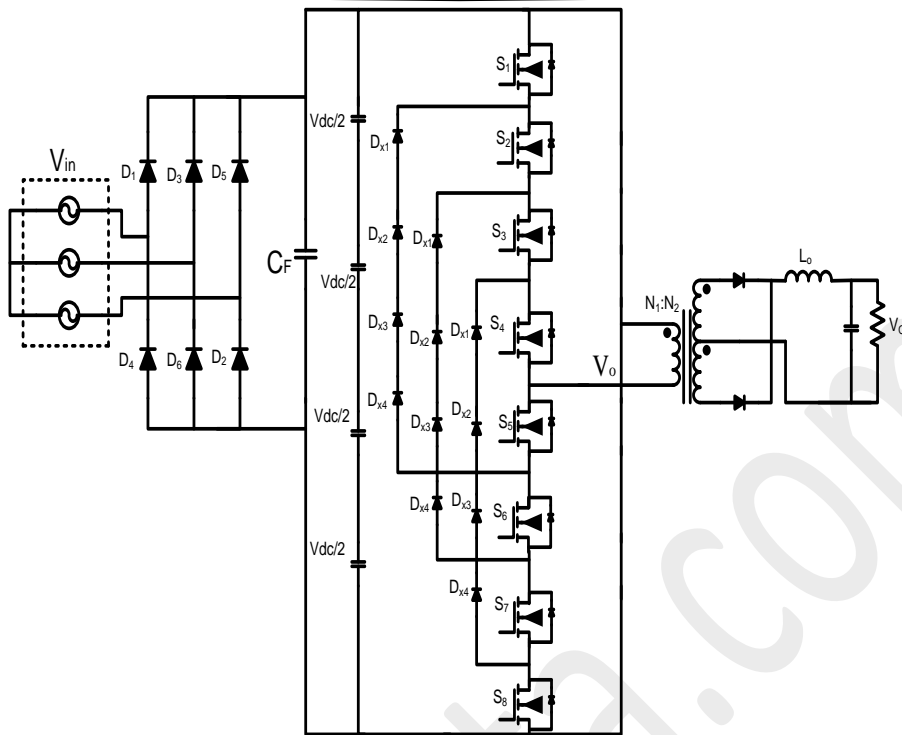 Vin
D1
D3
D5
D4
D6
D2
CF
Vdc/2
Vdc/2
Vdc/2
Vdc/2
Dx1
Dx2
Dx3
Dx4
Dx1
Dx2
Dx3
Dx4
Dx1
Dx2
Dx3
Dx4
S1
S2
S3
S4
S5
S6
S7
S8
Vo
N1:N2
Lo